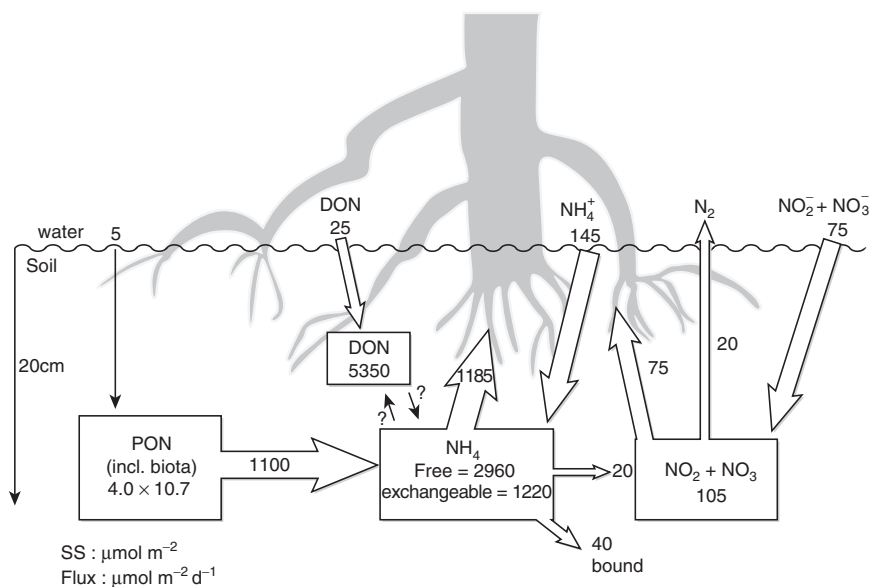 DON
25
NH₄⁺
145
N₂
NO₂⁻ + NO₃⁻
75
water
5
Soil
20cm
DON
5350
?
?
1185
75
20
PON
(incl. biota)
4.0 × 10.7
1100
NH₄
Free = 2960
exchangeable = 1220
20
NO₂ + NO₃
105
40
bound
SS : μmol m⁻²
Flux : μmol m⁻² d⁻¹